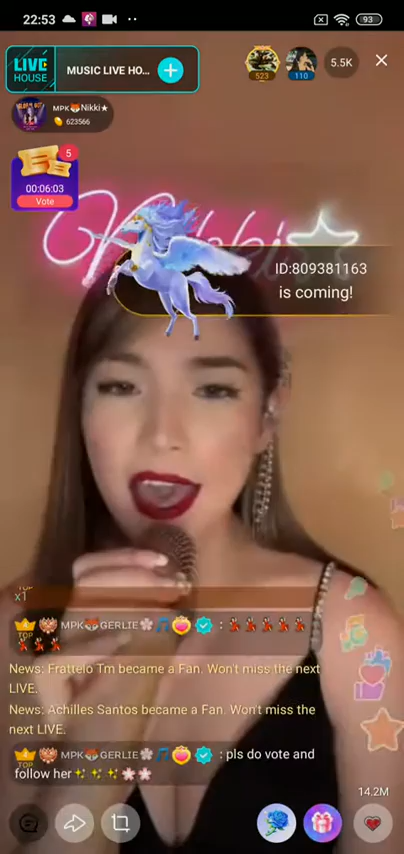 22:53
93
LIVE
HOUSE
MUSIC LIVE HO...
523
110
5.5K
MPK🦊Nikki★
623566
5
00:06:03
Vote
Nikki
ID:809381163
is coming!
x1
TOP MPK🦊GERLIE🌸🎵 : 💃💃💃💃💃
💃💃💃
News: Frattelo Tm became a Fan. Won't miss the next
LIVE.
News: Achilles Santos became a Fan. Won't miss the
next LIVE.
TOP MPK🦊GERLIE🌸🎵 : pls do vote and
follow her✨✨✨🌸🌸
14.2M